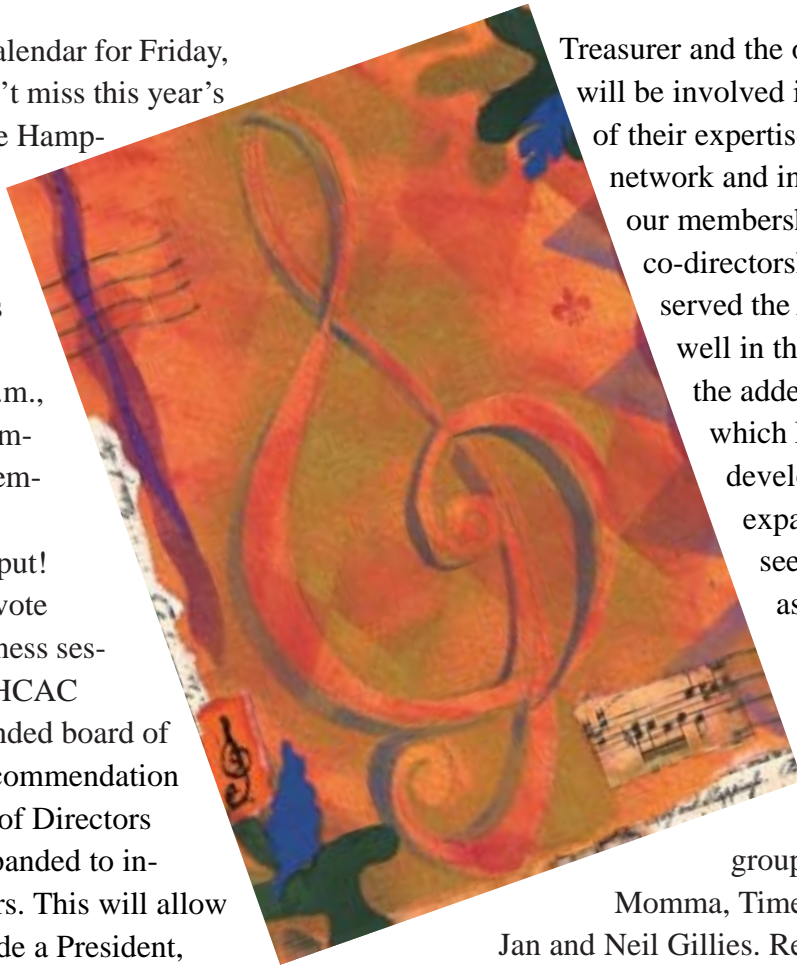 alendar for Friday,
't miss this year's
e Hamp-
s
.m.,
m-
em-
put!
vote
ness ses-
HCAC
nded board of
commendation
of Directors
panded to in-
rs. This will allow
de a President,
Treasurer and the o
will be involved i
of their expertis
network and in
our membersh
co-directorsh
served the
well in th
the adde
which
develo
expa
see
as
group
Momma, Time
Jan and Neil Gillies. Re